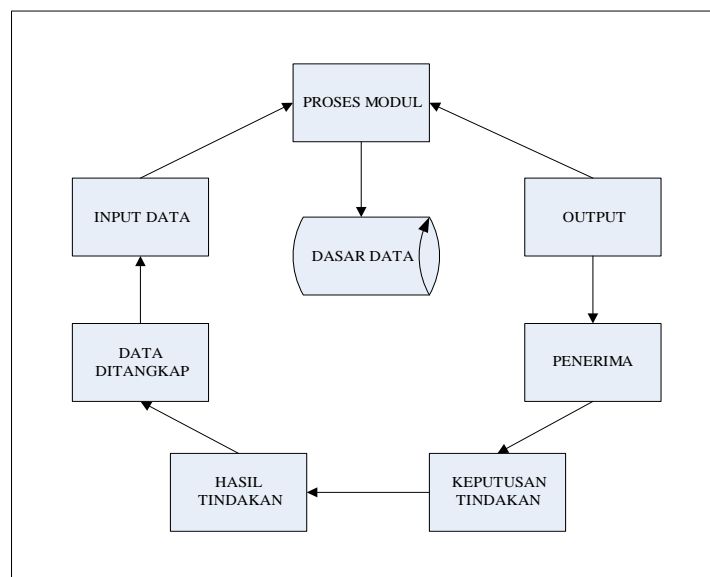 PROSES MODUL
INPUT DATA
OUTPUT
DASAR DATA
DATA
DITANGKAP
PENERIMA
HASIL
TINDAKAN
KEPUTUSAN
TINDAKAN